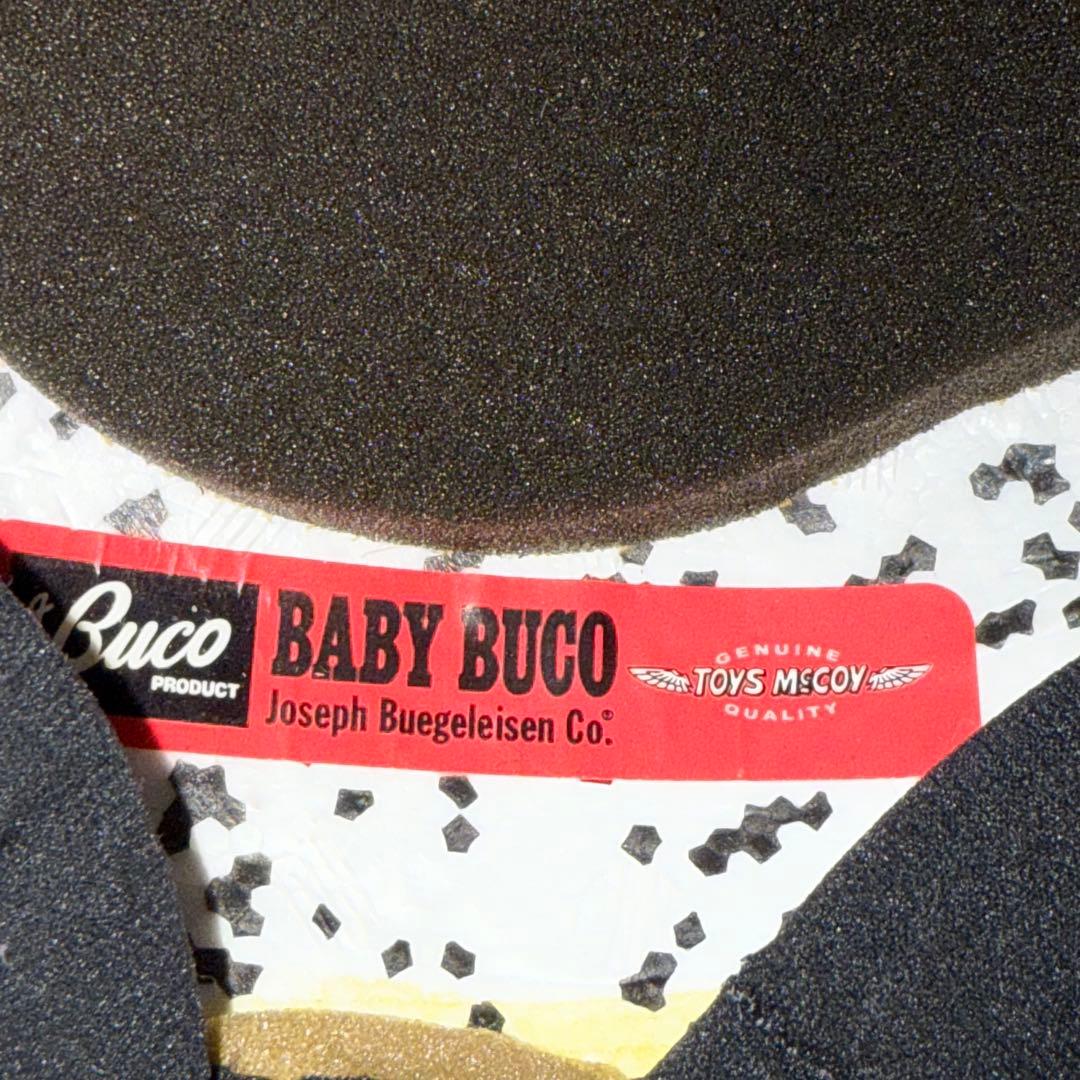 Buco
PRODUCT
BABY BUCO
Joseph Buegeleisen Co.®
GENUINE
TOYS McCOY
QUALITY